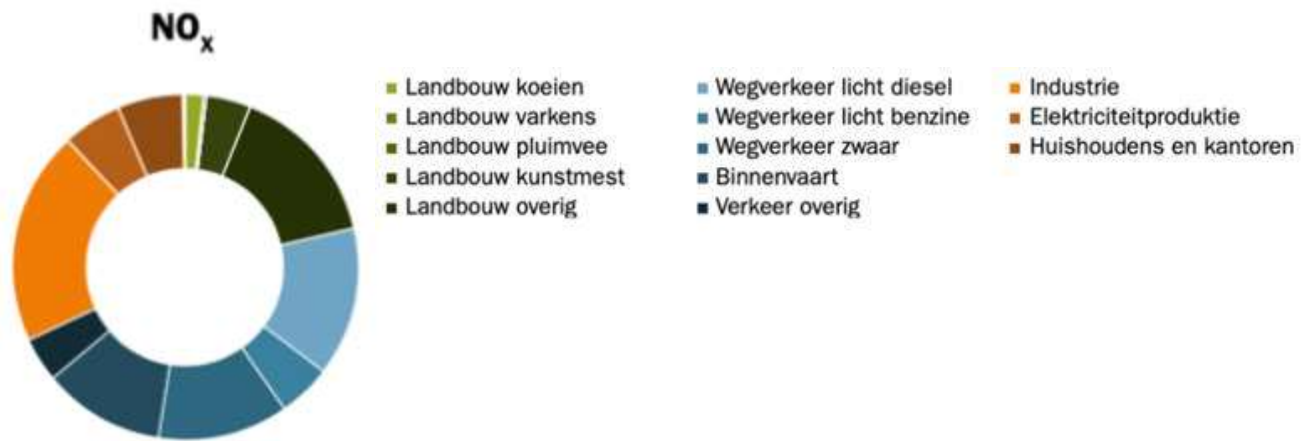 NOx
Landbouw koeien
Landbouw varkens
Landbouw pluimvee
Landbouw kunstmest
Landbouw overig
Wegverkeer licht diesel
Wegverkeer licht benzine
Wegverkeer zwaar
Binnenvaart
Verkeer overig
Industrie
Elektriciteitproduktie
Huishoudens en kantoren